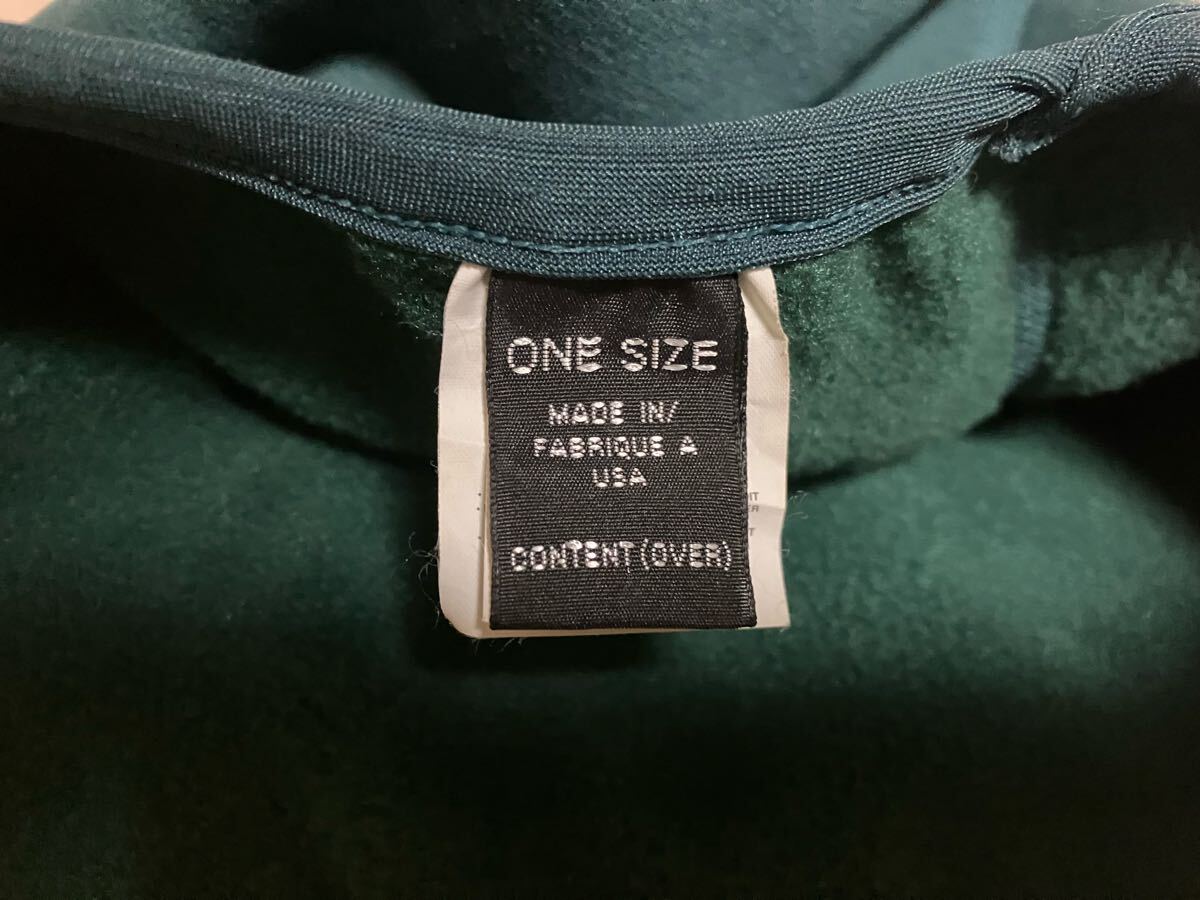 ONE SIZE
MADE IN/
FABRIQUE A
USA
CONTENT(OVER)